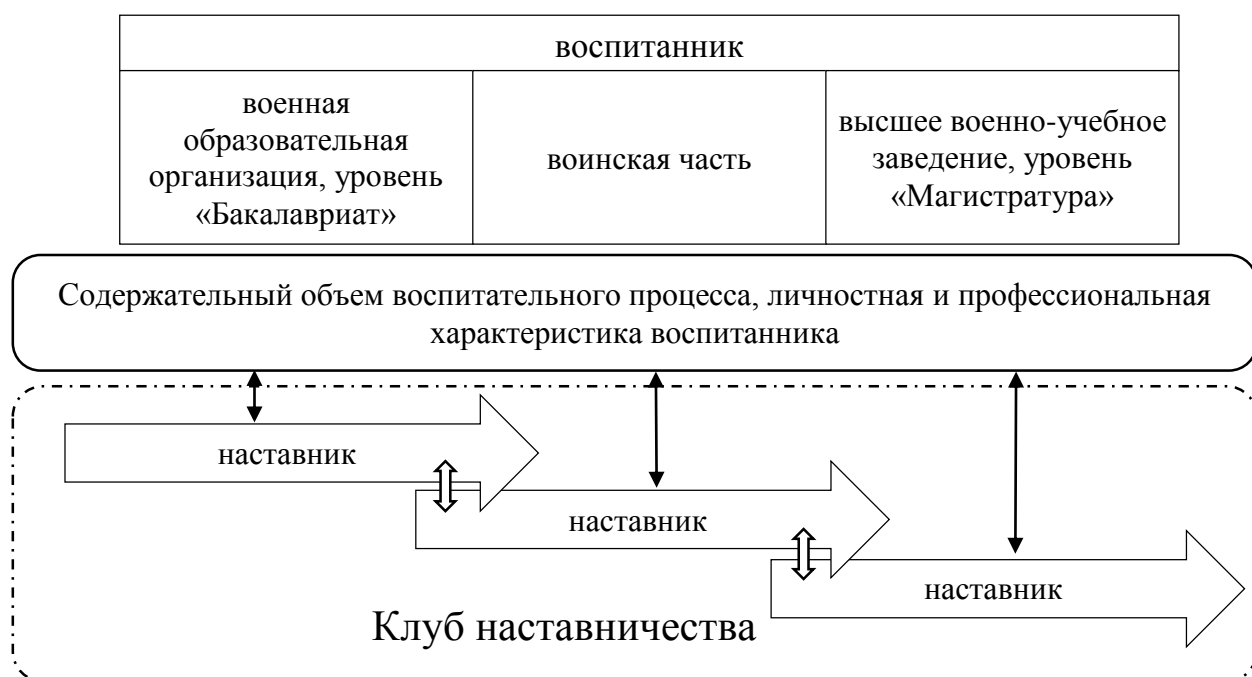 воспитанник
военная
образовательная
организация, уровень
«Бакалавриат»
воинская часть
высшее военно-учебное
заведение, уровень
«Магистратура»
Содержательный объем воспитательного процесса, личностная и профессиональная
характеристика воспитанника
наставник
наставник
наставник
Клуб наставничества